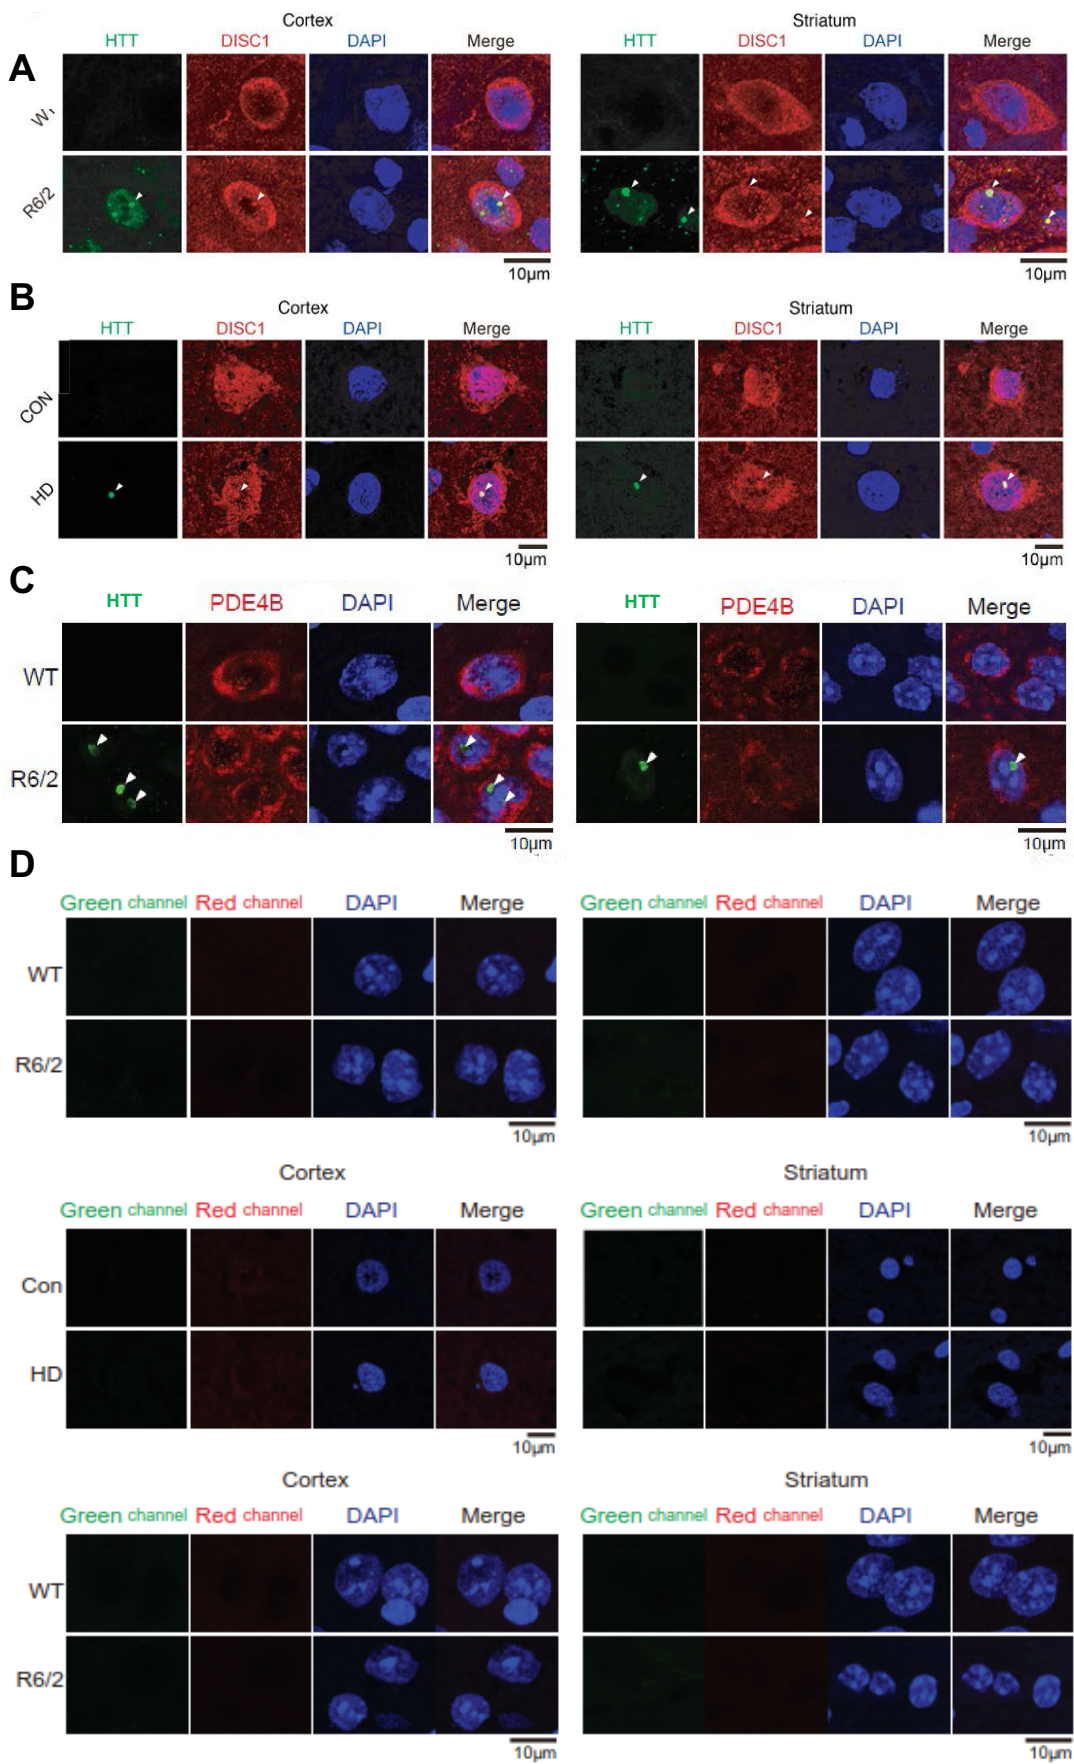 Cortex Striatum
HTT DISC1 DAPI Merge HTT DISC1 DAPI Merge
A
R6/2
10µm 10µm
B
Cortex Striatum
HTT DISC1 DAPI Merge HTT DISC1 DAPI Merge
CON
HD
10µm 10µm
C
HTT PDE4B DAPI Merge HTT PDE4B DAPI Merge
WT
R6/2
10µm 10µm
D
Green channel Red channel DAPI Merge Green channel Red channel DAPI Merge
WT
R6/2
10µm 10µm
Cortex Striatum
Green channel Red channel DAPI Merge Green channel Red channel DAPI Merge
Con
HD
10µm 10µm
Cortex Striatum
Green channel Red channel DAPI Merge Green channel Red channel DAPI Merge
WT
R6/2
10µm 10µm